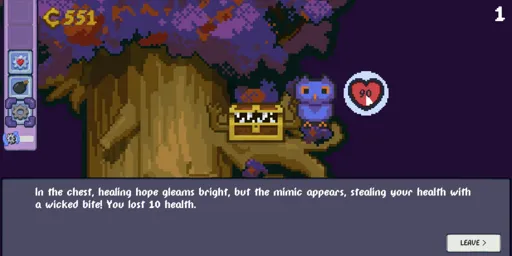 551
1
90
In the chest, healing hope gleams bright, but the mimic appears, stealing your health with
a wicked bite! You lost 10 health.
LEAVE >